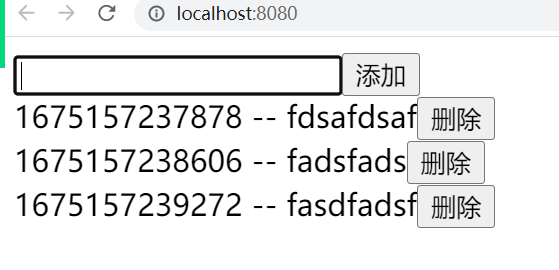 localhost:8080
添加
1675157237878 -- fdsafdsaf删除
1675157238606 -- fadsfads删除
1675157239272 -- fasdfadsf删除